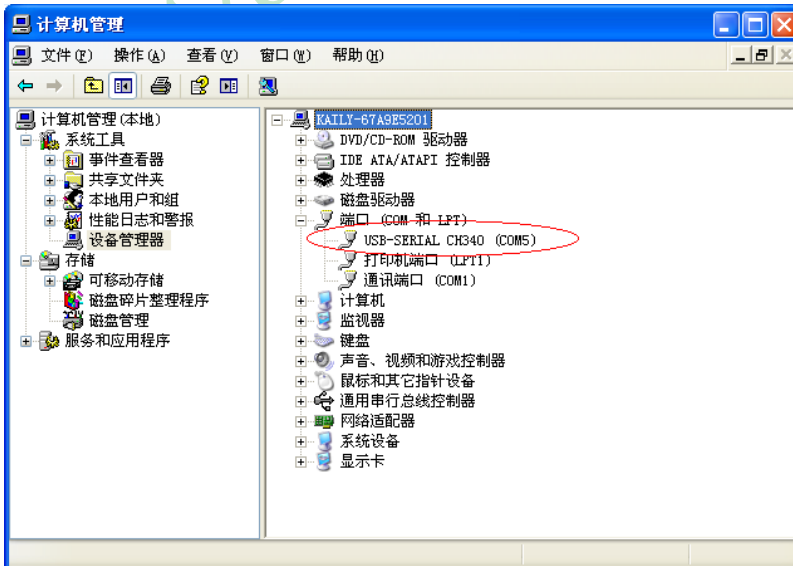 计算机管理
文件(F) 操作(A) 查看(V) 窗口(W) 帮助(H)
计算机管理(本地)
系统工具
事件查看器
共享文件夹
本地用户和组
性能日志和警报
设备管理器
存储
可移动存储
磁盘碎片整理程序
磁盘管理
服务和应用程序
KAILY-67A9E5201
DVD/CD-ROM 驱动器
IDE ATA/ATAPI 控制器
处理器
磁盘驱动器
端口 (COM 和 LPT)
USB-SERIAL CH340 (COM5)
打印机端口 (LPT1)
通讯端口 (COM1)
计算机
监视器
键盘
声音、视频和游戏控制器
鼠标和其它指针设备
通用串行总线控制器
网络适配器
系统设备
显示卡